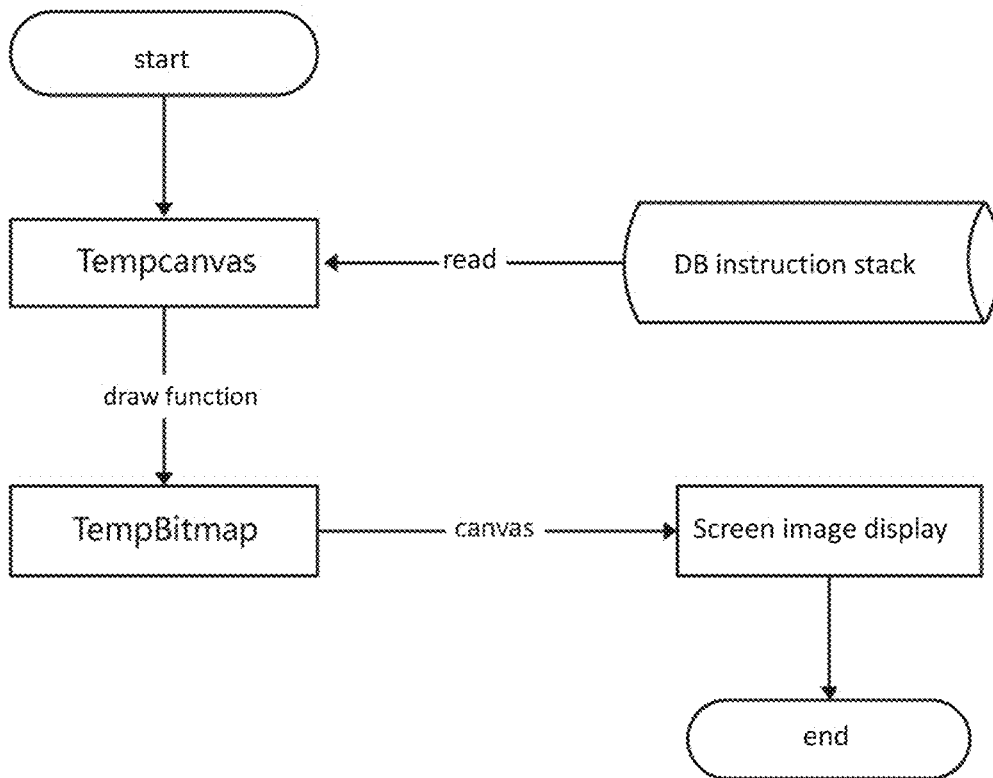 start
Tempcanvas
read
DB instruction stack
draw function
TempBitmap
canvas
Screen image display
end